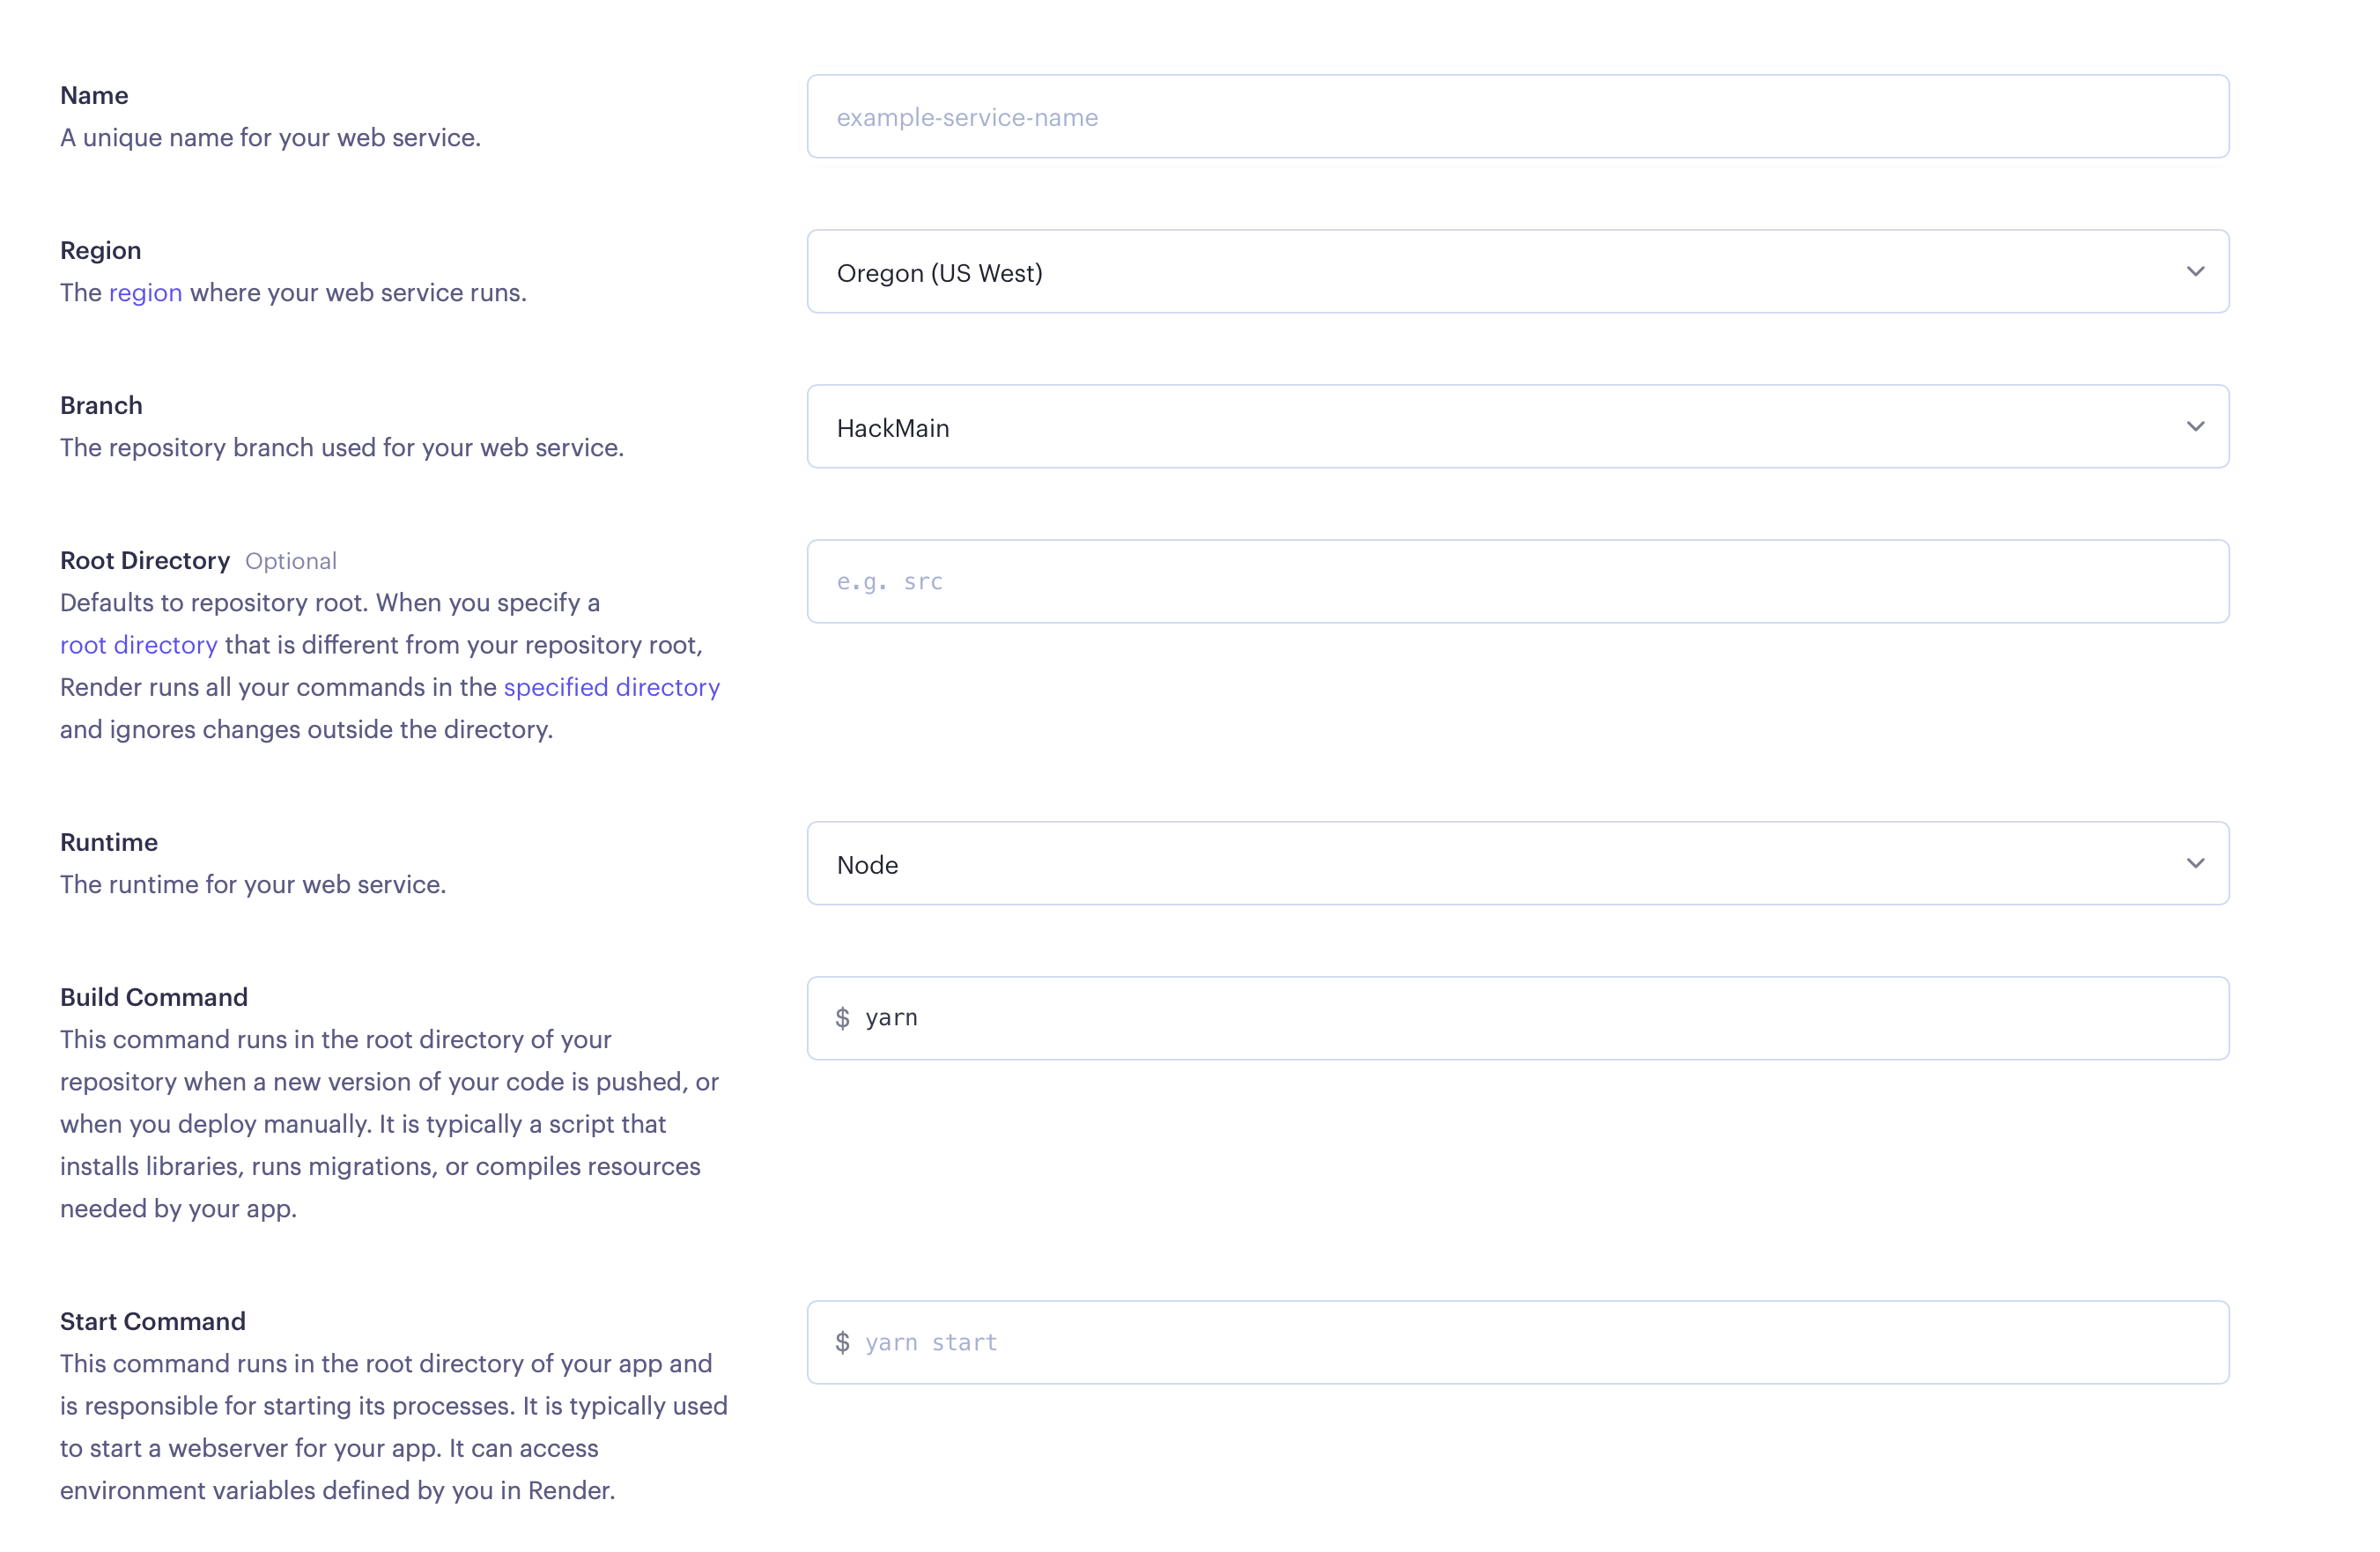 Name
A unique name for your web service.
example-service-name
Region
The region where your web service runs.
Oregon (US West)
Branch
The repository branch used for your web service.
HackMain
Root Directory Optional
Defaults to repository root. When you specify a
root directory that is different from your repository root,
Render runs all your commands in the specified directory
and ignores changes outside the directory.
e.g. src
Runtime
The runtime for your web service.
Node
Build Command
This command runs in the root directory of your
repository when a new version of your code is pushed, or
when you deploy manually. It is typically a script that
installs libraries, runs migrations, or compiles resources
needed by your app.
$ yarn
Start Command
This command runs in the root directory of your app and
is responsible for starting its processes. It is typically used
to start a webserver for your app. It can access
environment variables defined by you in Render.
$ yarn start